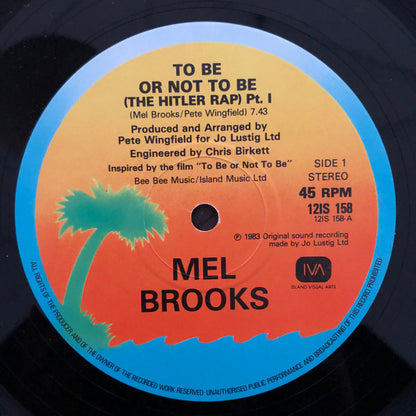 TO BE
OR NOT TO BE
(THE HITLER RAP) Pt. I
(Mel Brooks/Pete Wingfield) 7.43
Produced and Arranged by
Pete Wingfield for Jo Lustig Ltd
Engineered by Chris Birkett
Inspired by the film "To Be or Not To Be"
Bee Bee Music/Island Music Ltd
SIDE 1
STEREO
45 RPM
12IS 158
12IS 158-A
℗ 1983 Original sound recording
made by Jo Lustig Ltd
MEL
BROOKS
IVA
ISLAND VISUAL ARTS
ALL RIGHTS OF THE PRODUCER AND OF THE OWNER OF THE RECORDED WORK RESERVED·UNAUTHORISED PUBLIC PERFORMANCE AND BROADCASTING OF THIS RECORD PROHIBITED